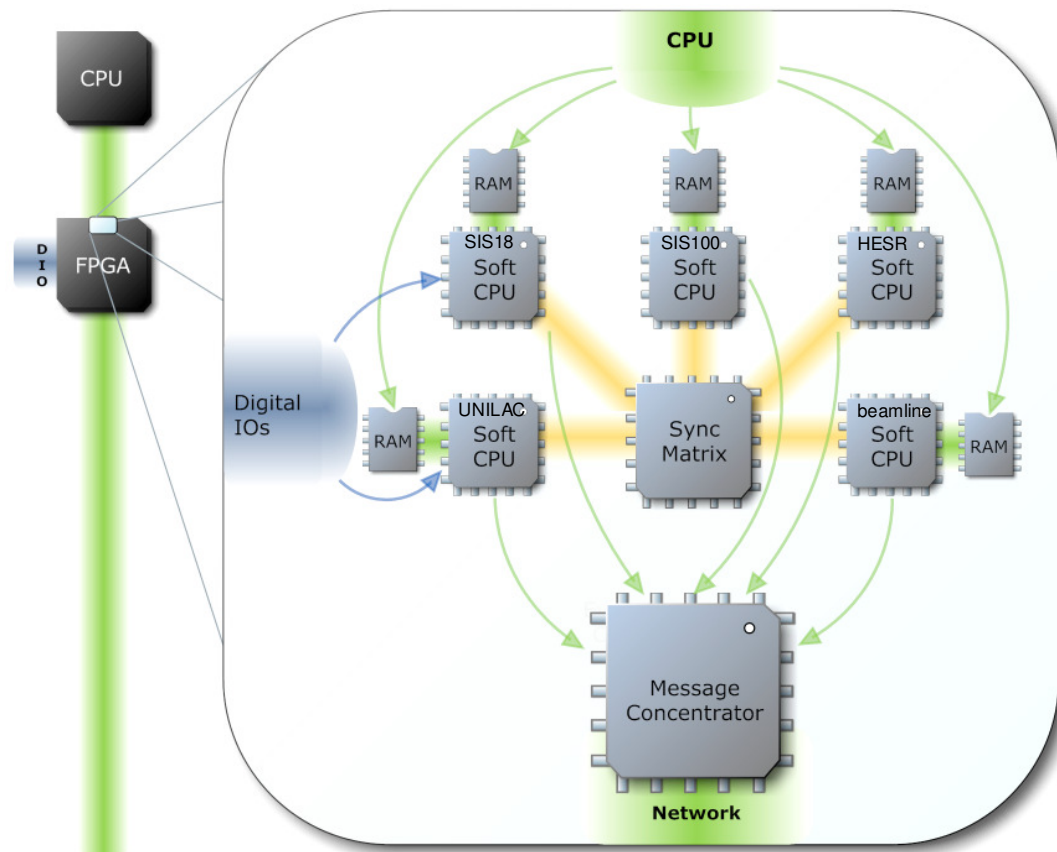 CPU
CPU
RAM
RAM
RAM
DIO
FPGA
SIS18
Soft
CPU
SIS100
Soft
CPU
HESR
Soft
CPU
Digital
IOs
RAM
UNILAC
Soft
CPU
Sync
Matrix
beamline
Soft
CPU
RAM
Message
Concentrator
Network